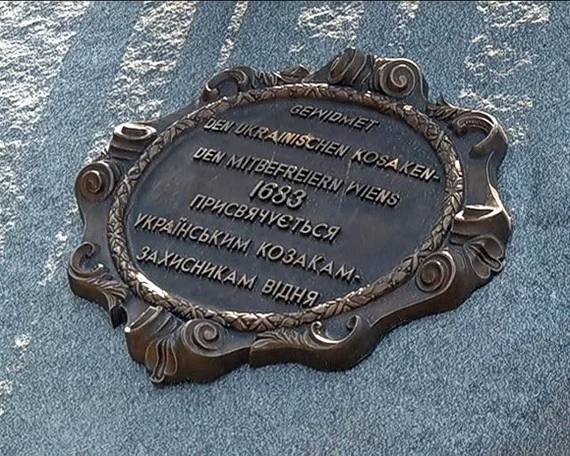 GEWIDMET
DEN UKRAINISCHEN KOSAKEN-
DEN MITBEFREIERN WIENS
1683
ПРИСВЯЧУЄТЬСЯ
УКРАЇНСЬКИМ КОЗАКАМ-
ЗАХИСНИКАМ ВІДНЯ